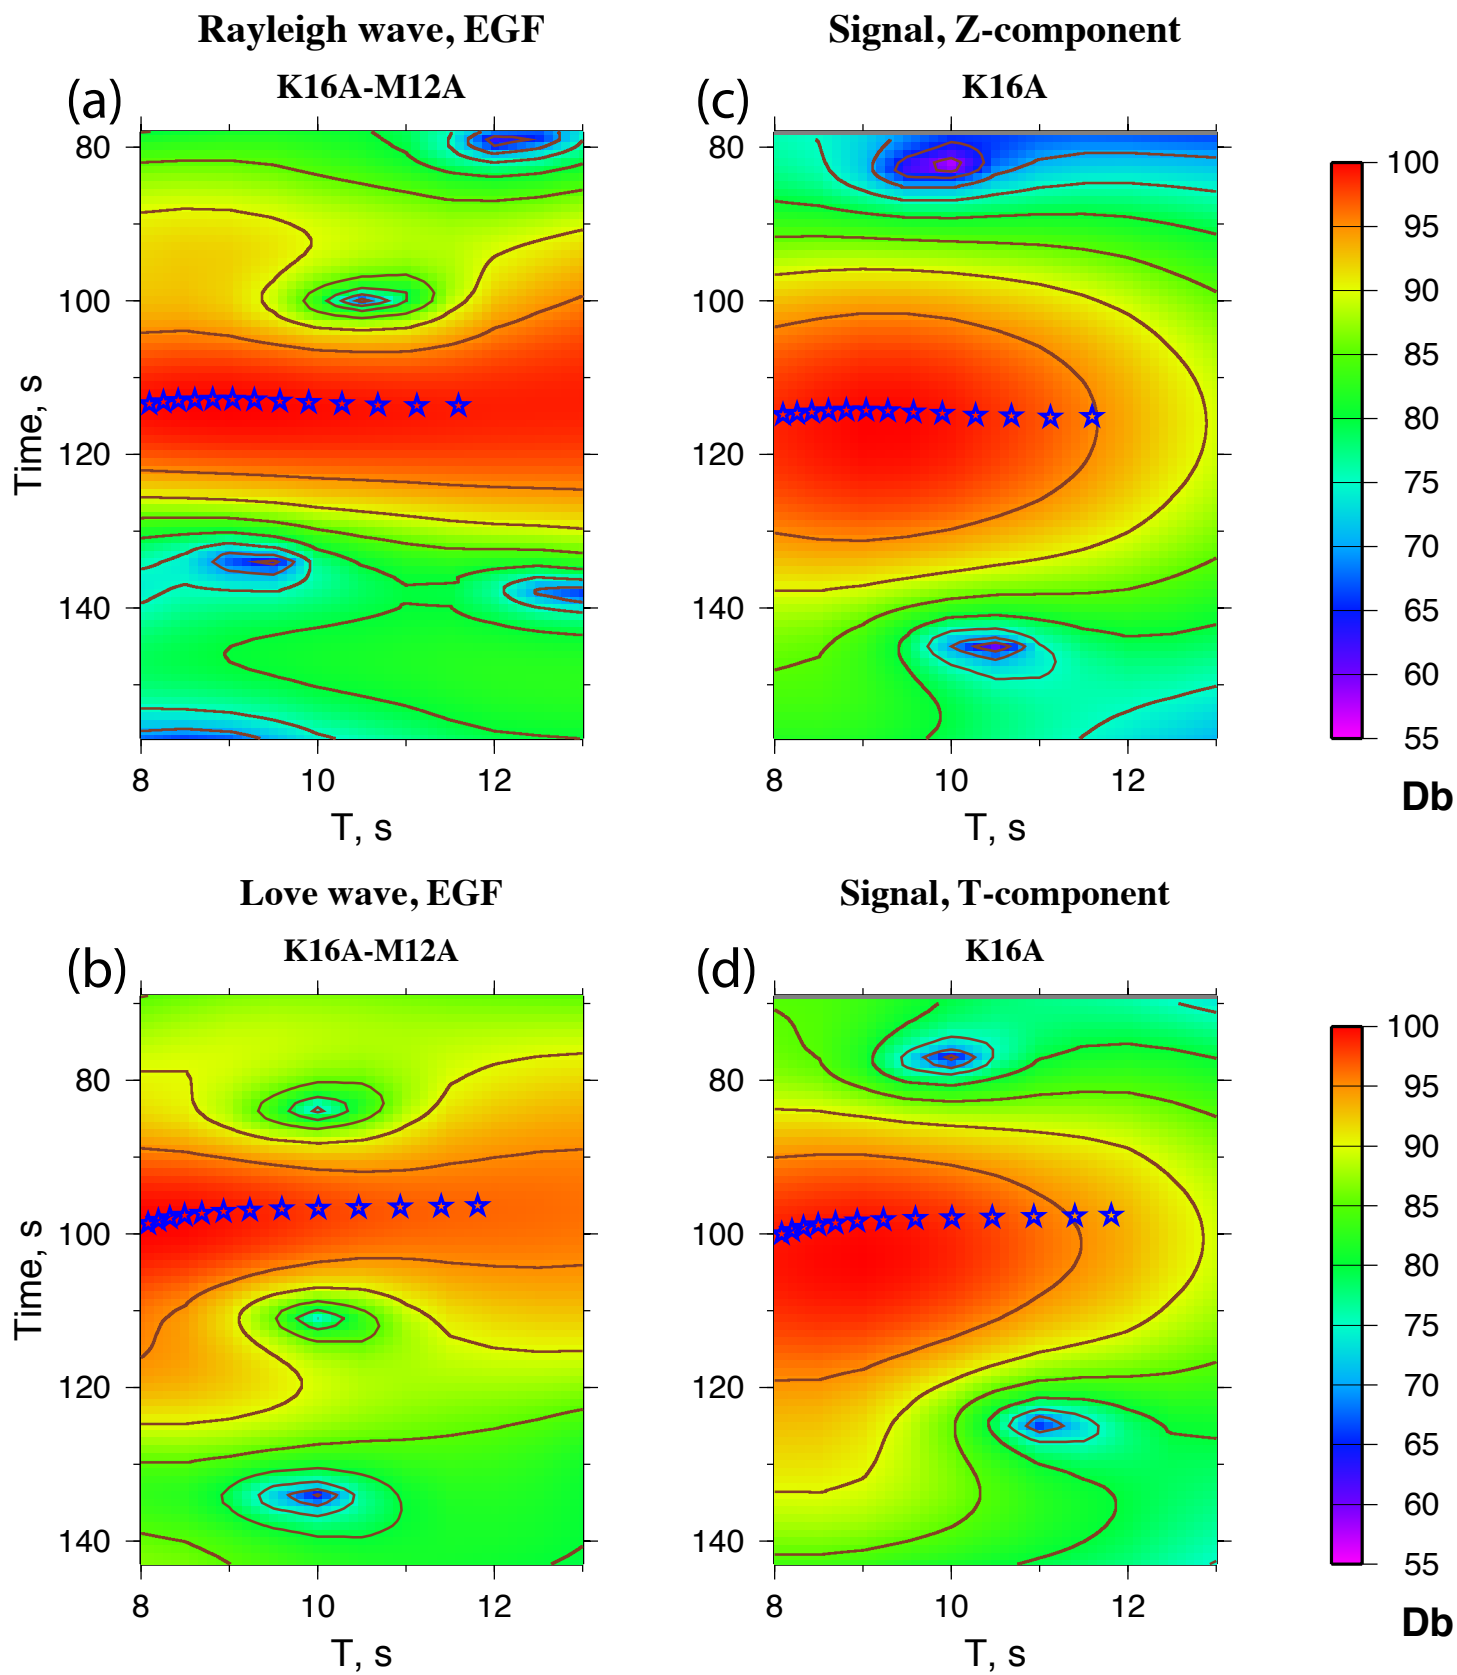 Rayleigh wave, EGF
Signal, Z-component
(a)
K16A-M12A
(c)
K16A
80
100
120
140
Time, s
8
10
12
T, s
80
100
120
140
8
10
12
T, s
100
95
90
85
80
75
70
65
60
55
Db
Love wave, EGF
Signal, T-component
(b)
K16A-M12A
(d)
K16A
80
100
120
140
Time, s
8
10
12
T, s
80
100
120
140
8
10
12
T, s
100
95
90
85
80
75
70
65
60
55
Db